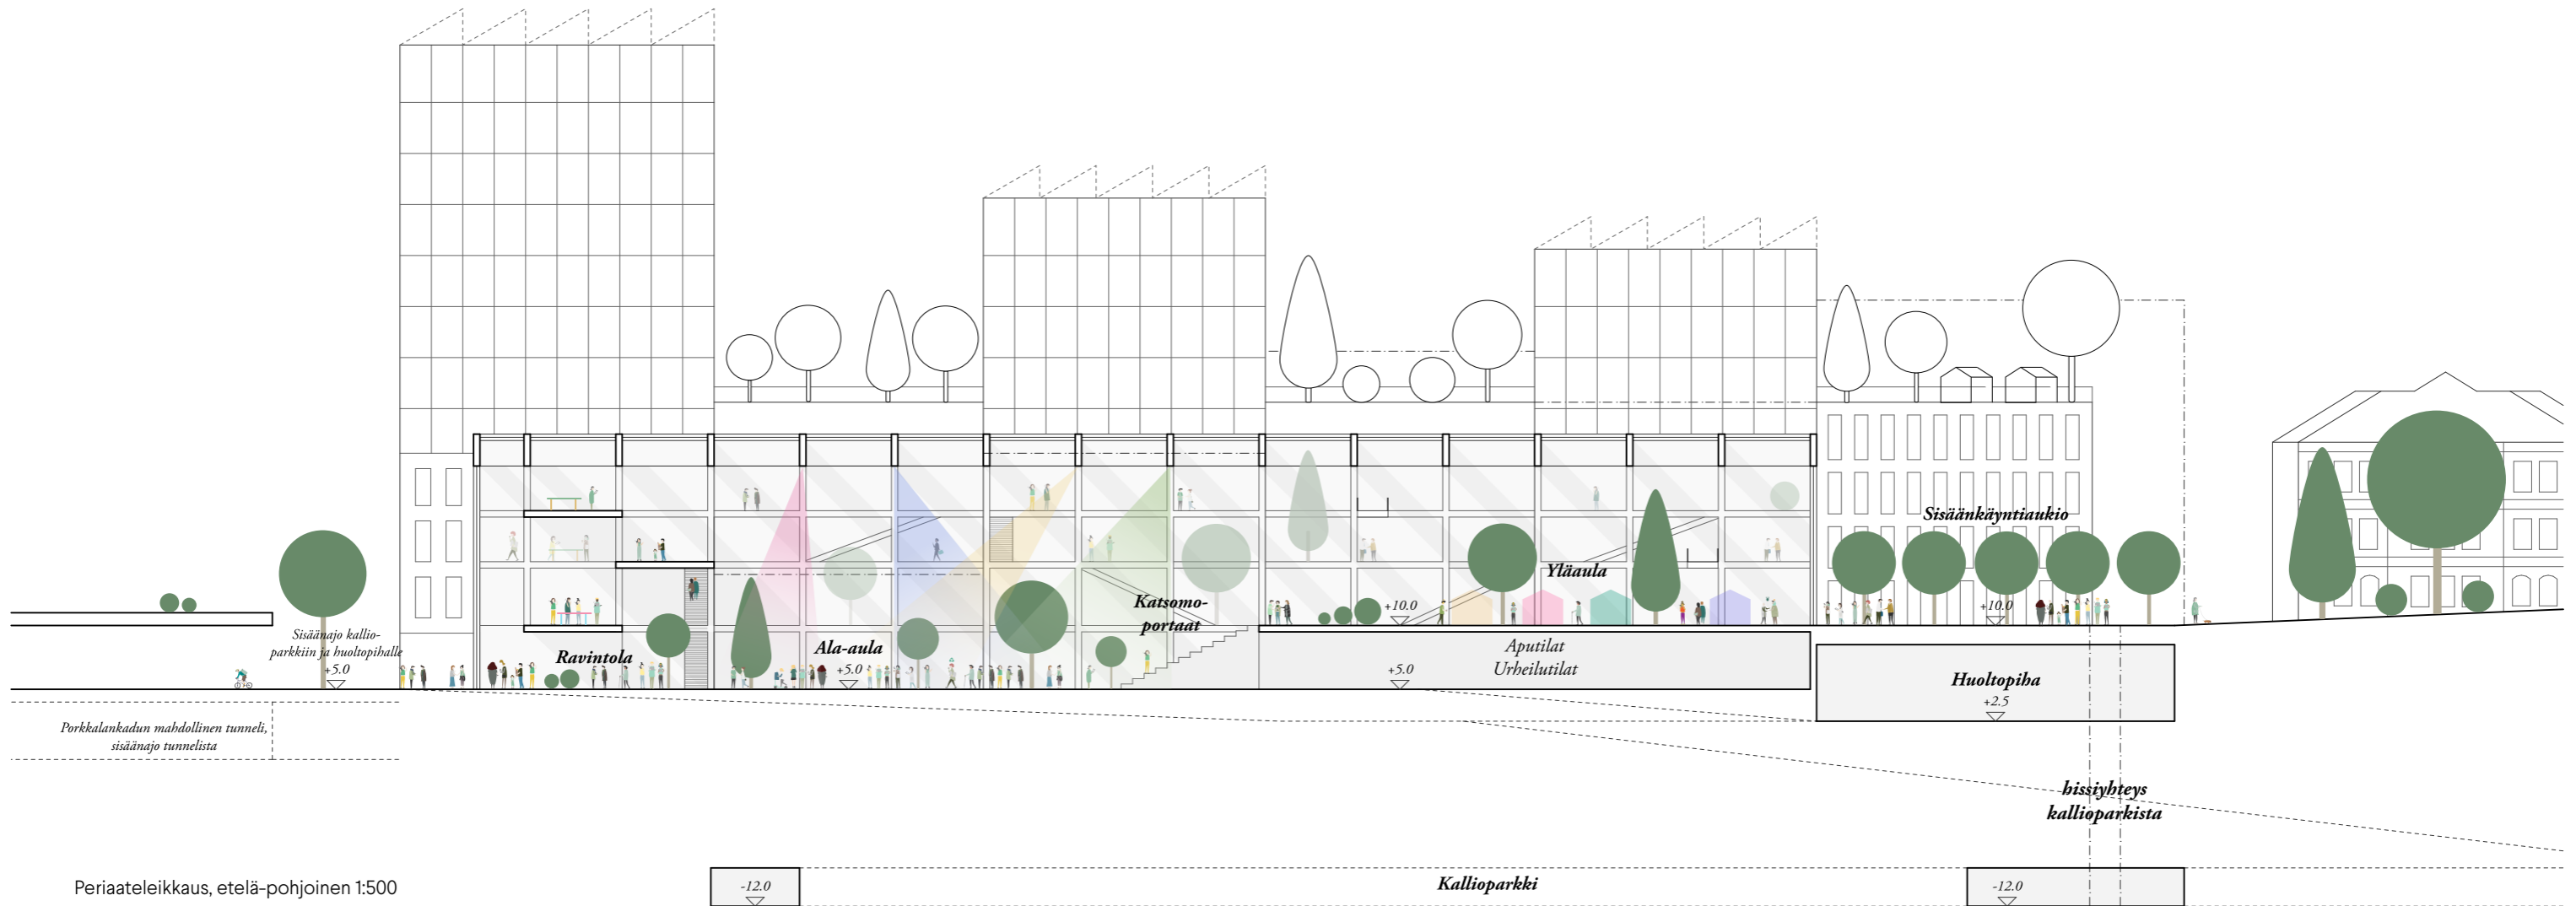 Sisäänkäyntiaukio
+10.0
Yläaula
+10.0
Katsomo-
portaat
Sisäänajo kallio-
parkkiin ja huoltopihalle
+5.0
Ravintola
Ala-aula
+5.0
Aputilat
Urheilutilat
+5.0
Huoltopiha
+2.5
Porkkalankadun mahdollinen tunneli,
sisäänajo tunnelista
hissiyhteys
kallioparkista
Periaateleikkaus, etelä-pohjoinen 1:500
-12.0
Kallioparkki
-12.0